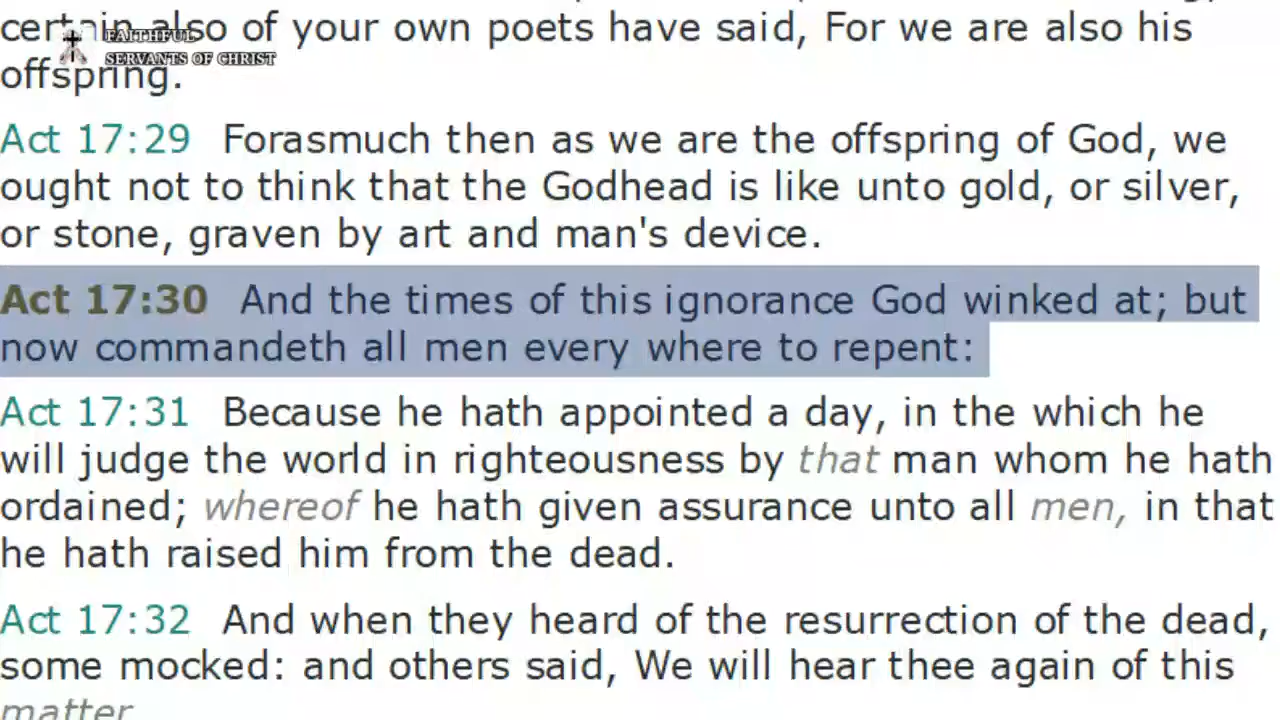 certain also of your own poets have said, For we are also his
FAITHFUL
SERVANTS OF CHRIST
offspring.
Act 17:29 Forasmuch then as we are the offspring of God, we
ought not to think that the Godhead is like unto gold, or silver,
or stone, graven by art and man's device.
Act 17:30 And the times of this ignorance God winked at; but
now commandeth all men every where to repent:
Act 17:31 Because he hath appointed a day, in the which he
will judge the world in righteousness by that man whom he hath
ordained; whereof he hath given assurance unto all men, in that
he hath raised him from the dead.
Act 17:32 And when they heard of the resurrection of the dead,
some mocked: and others said, We will hear thee again of this
matter